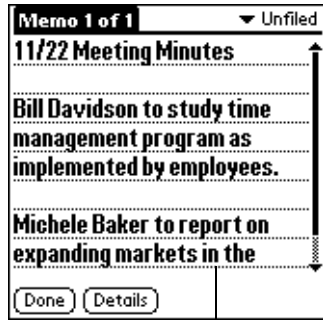 Memo 1 of 1
Unfiled
11/22 Meeting Minutes
Bill Davidson to study time
management program as
implemented by employees.
Michele Baker to report on
expanding markets in the
Done Details